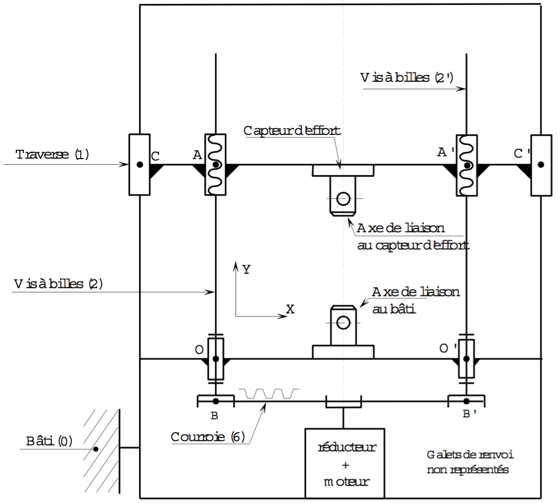 Vis à billes (2')
Capteur d'effort
Traverse (1)
C
A
A'
C'
Axe de liaison
au capteur d'effort
Y
X
Vis à billes (2)
Axe de liaison
au bâti
O
O'
B
B'
Courroie (6)
Bâti (0)
réducteur
+
moteur
Galets de renvoi
non représentés